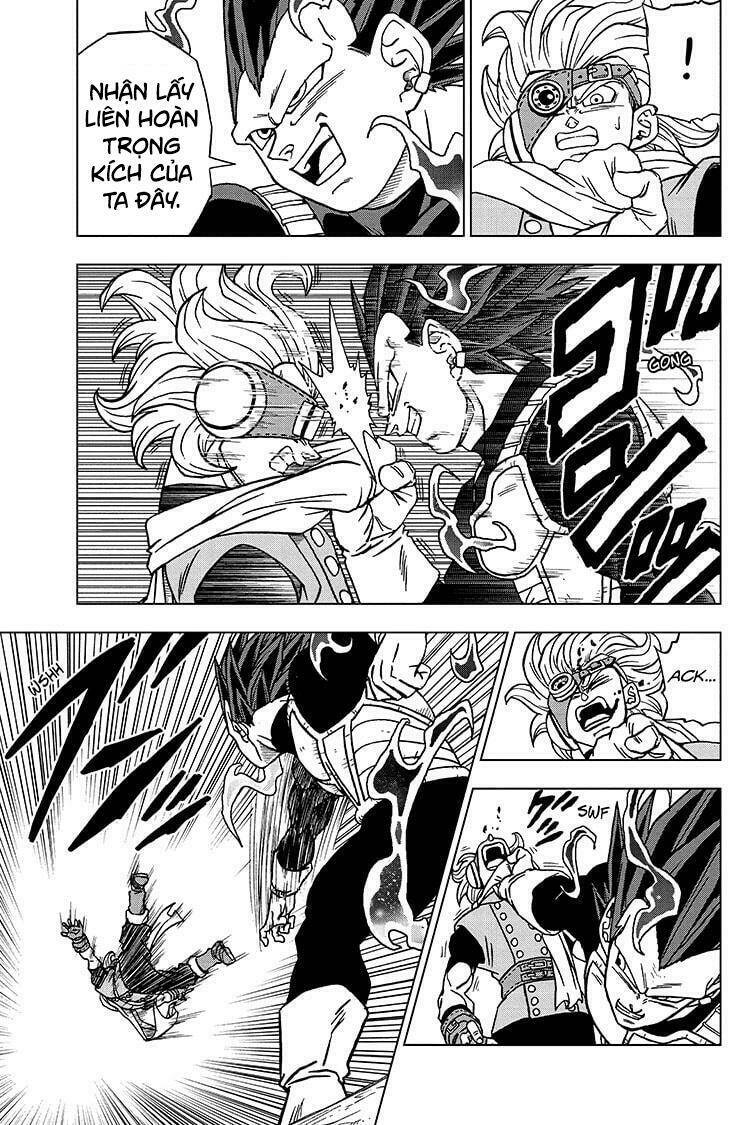 !
NHẬN LẤY
LIÊN HOÀN
TRỌNG
KÍCH CỦA
TA ĐÂY.
GONG
ACK...
SWF
WSHH